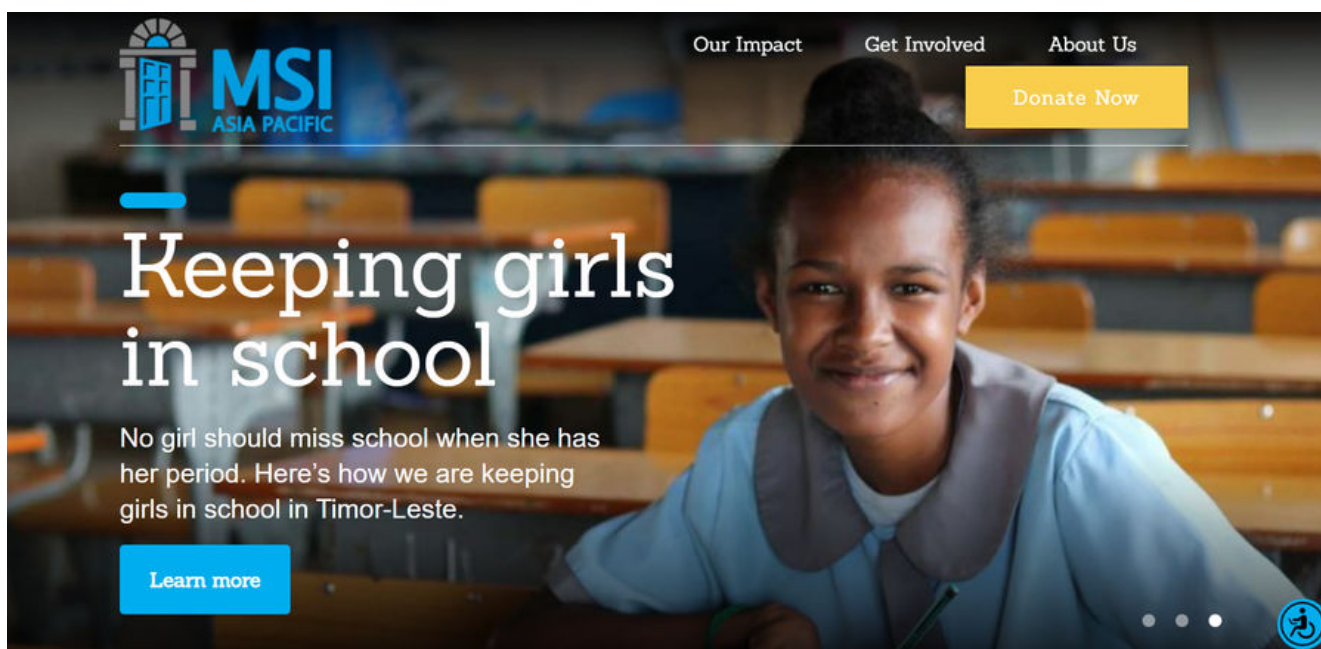 MSI
ASIA PACIFIC
Our Impact
Get Involved
About Us
Donate Now
Keeping girls
in school
No girl should miss school when she has
her period. Here’s how we are keeping
girls in school in Timor-Leste.
Learn more